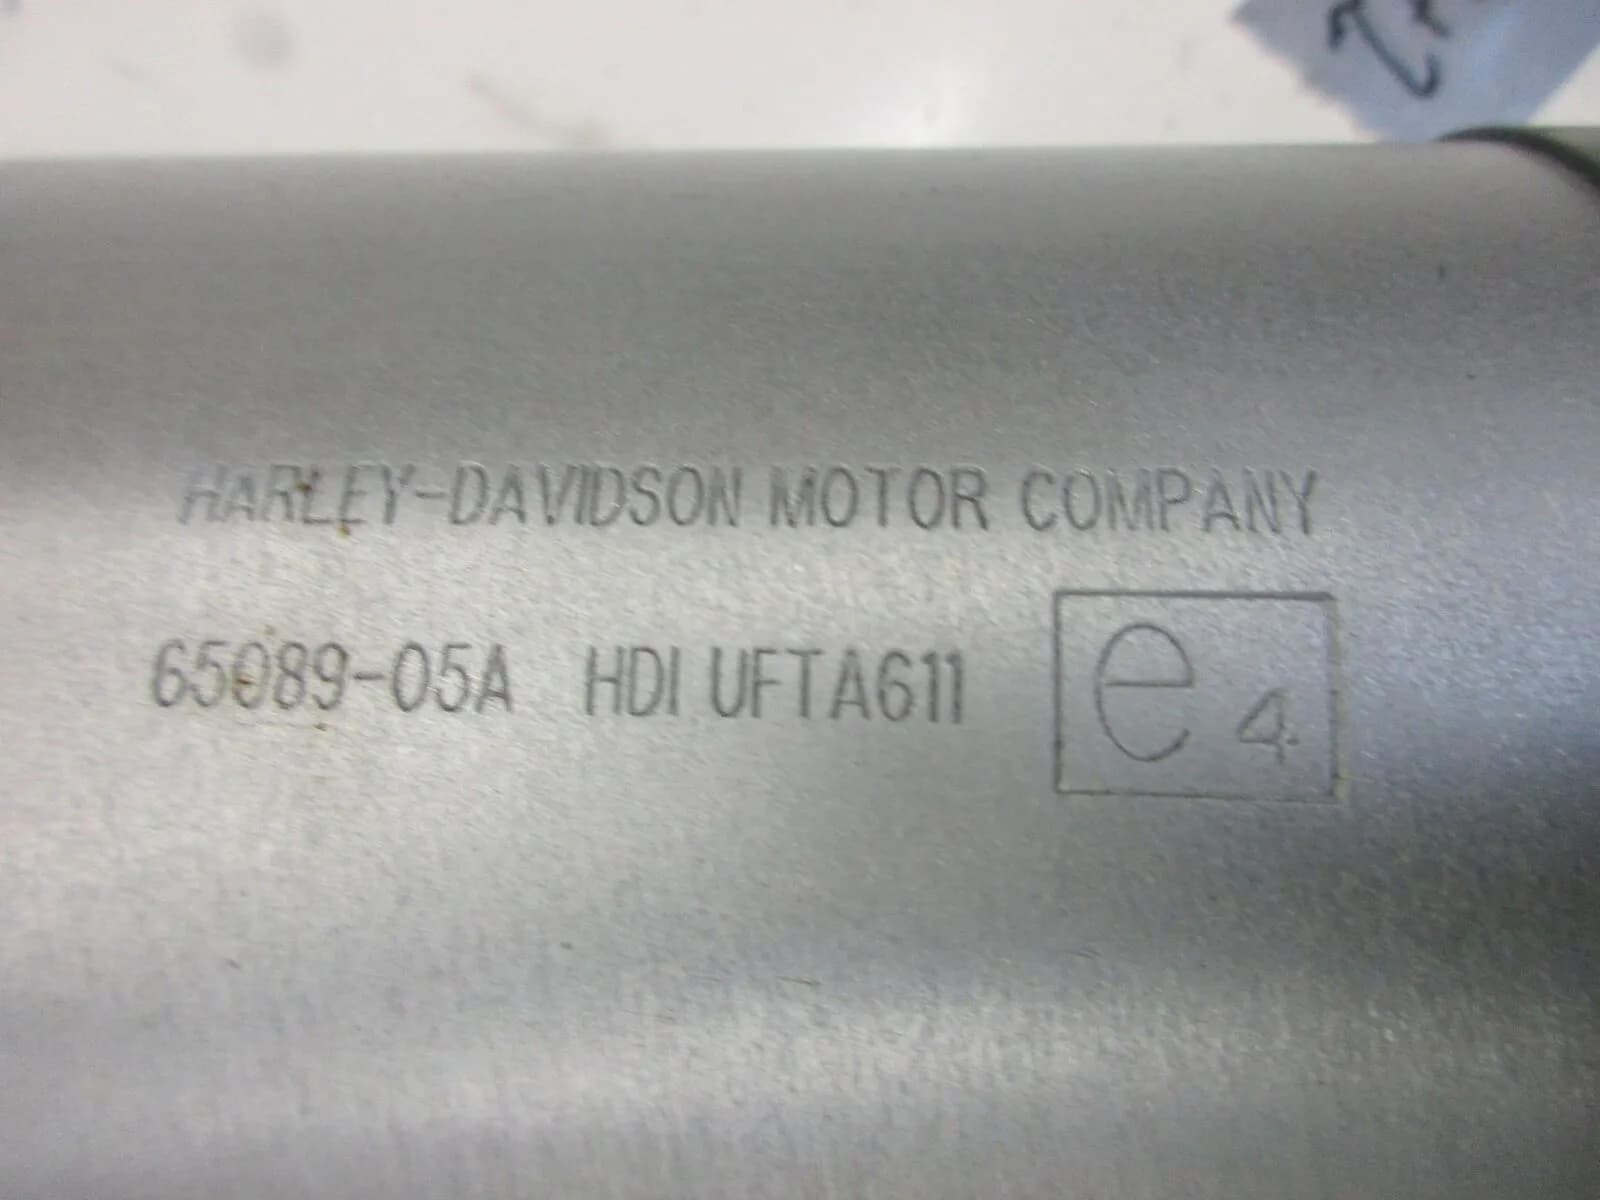 HARLEY-DAVIDSON MOTOR COMPANY
65089-05A HDI UFTA611 e4